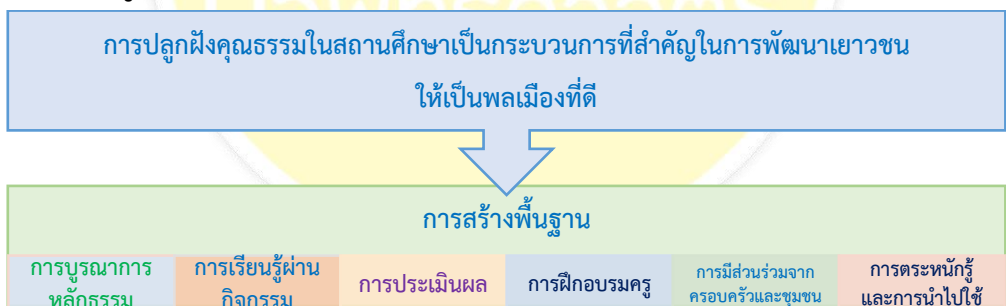 การปลูกฝังคุณธรรมในสถานศึกษาเป็นกระบวนการที่สำคัญในการพัฒนาเยาวชน
ให้เป็นพลเมืองที่ดี
การสร้างพื้นฐาน
การบูรณาการ
หลักธรรม
การเรียนรู้ผ่าน
กิจกรรม
การประเมินผล
การฝึกอบรมครู
การมีส่วนร่วมจาก
ครอบครัวและชุมชน
การตระหนักรู้
และการนำไปใช้